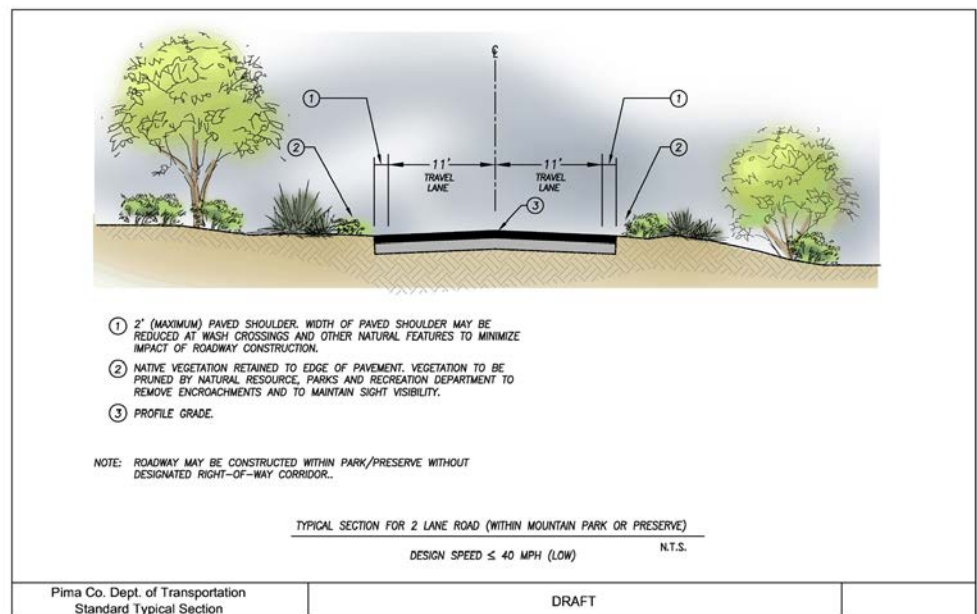 ℄
1
1
2
2
11'
TRAVEL
LANE
11'
TRAVEL
LANE
3
1 2' (MAXIMUM) PAVED SHOULDER. WIDTH OF PAVED SHOULDER MAY BE
REDUCED AT WASH CROSSINGS AND OTHER NATURAL FEATURES TO MINIMIZE
IMPACT OF ROADWAY CONSTRUCTION.
2 NATIVE VEGETATION RETAINED TO EDGE OF PAVEMENT. VEGETATION TO BE
PRUNED BY NATURAL RESOURCE, PARKS AND RECREATION DEPARTMENT TO
REMOVE ENCROACHMENTS AND TO MAINTAIN SIGHT VISIBILITY.
3 PROFILE GRADE.
NOTE: ROADWAY MAY BE CONSTRUCTED WITHIN PARK/PRESERVE WITHOUT
DESIGNATED RIGHT-OF-WAY CORRIDOR..
TYPICAL SECTION FOR 2 LANE ROAD (WITHIN MOUNTAIN PARK OR PRESERVE)
DESIGN SPEED ≤ 40 MPH (LOW) N.T.S.
Pima Co. Dept. of Transportation
Standard Typical Section
DRAFT